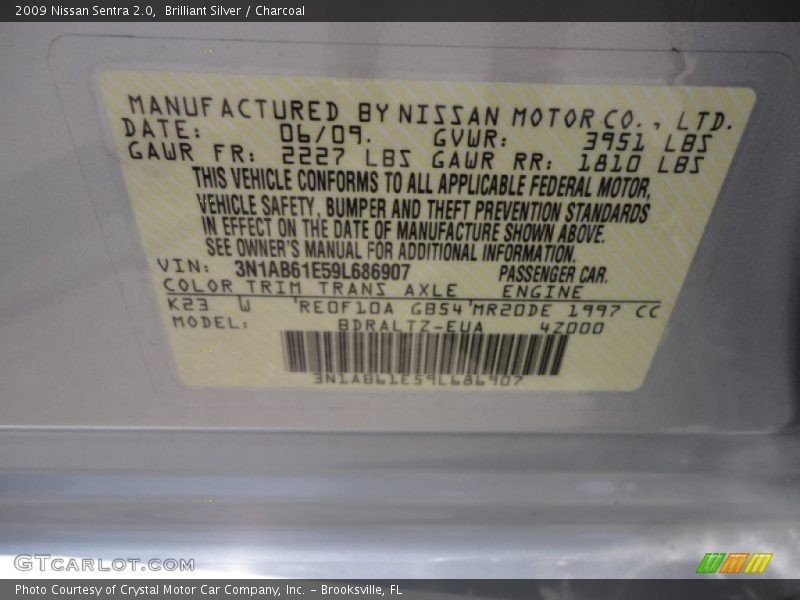 2009 Nissan Sentra 2.0, Brilliant Silver / Charcoal
MANUFACTURED BY NISSAN MOTOR CO., LTD.
DATE: 06/09. GVWR: 3951 LBS
GAWR FR: 2227 LBS GAWR RR: 1810 LBS
THIS VEHICLE CONFORMS TO ALL APPLICABLE FEDERAL MOTOR,
VEHICLE SAFETY, BUMPER AND THEFT PREVENTION STANDARDS
IN EFFECT ON THE DATE OF MANUFACTURE SHOWN ABOVE.
SEE OWNER'S MANUAL FOR ADDITIONAL INFORMATION.
VIN: 3N1AB61E59L686907 PASSENGER CAR.
COLOR TRIM TRANS AXLE ENGINE
K23 W 'RE0F10A GB54'MR20DE 1997 CC
MODEL: BDRALTZ-EUA 4Z000
3N1AB61E59L686907
GTCARLOT.COM
Photo Courtesy of Crystal Motor Car Company, Inc. – Brooksville, FL